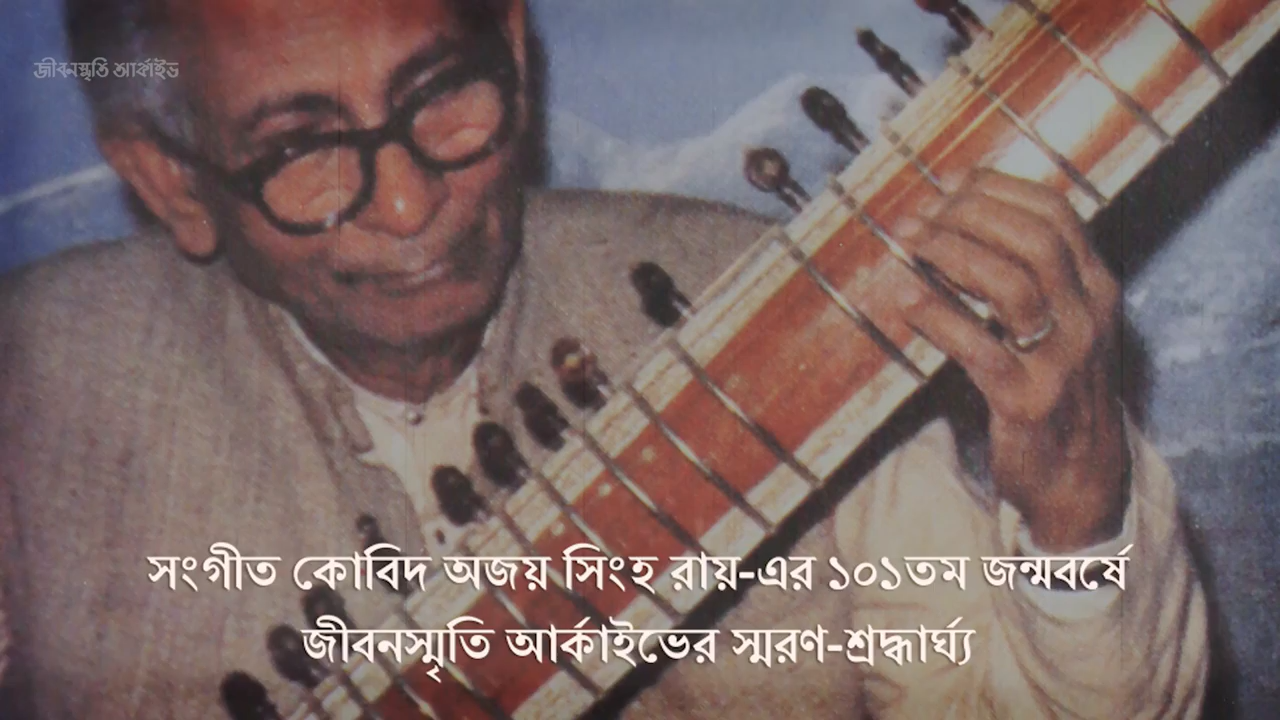 জীবনস্মৃতি আর্কাইভ
সংগীত কোবিদ অজয় সিংহ রায়-এর ১০১তম জন্মবর্ষে
জীবনস্মৃতি আর্কাইভের স্মরণ-শ্রদ্ধার্ঘ্য